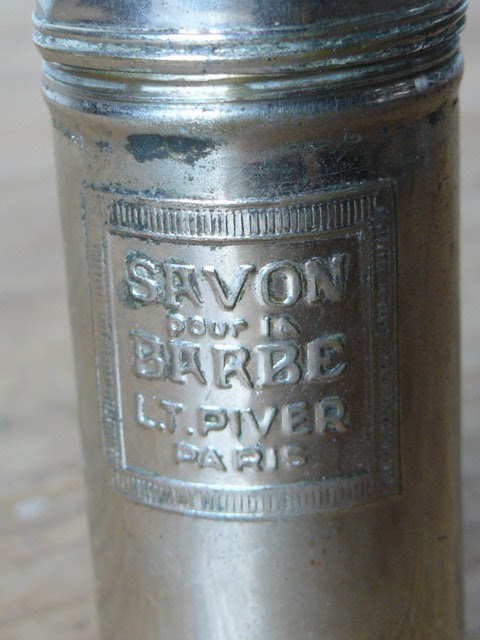 SAVON
pour la
BARBE
L.T. PIVER
PARIS